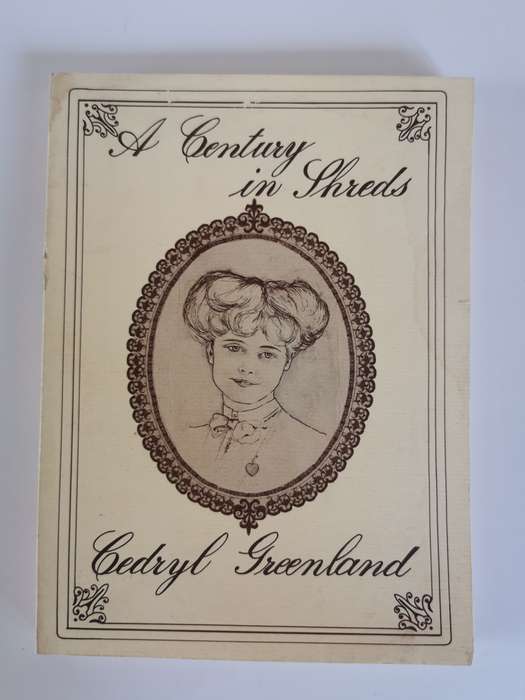 A Century
in Shreds
Cedryl Greenland